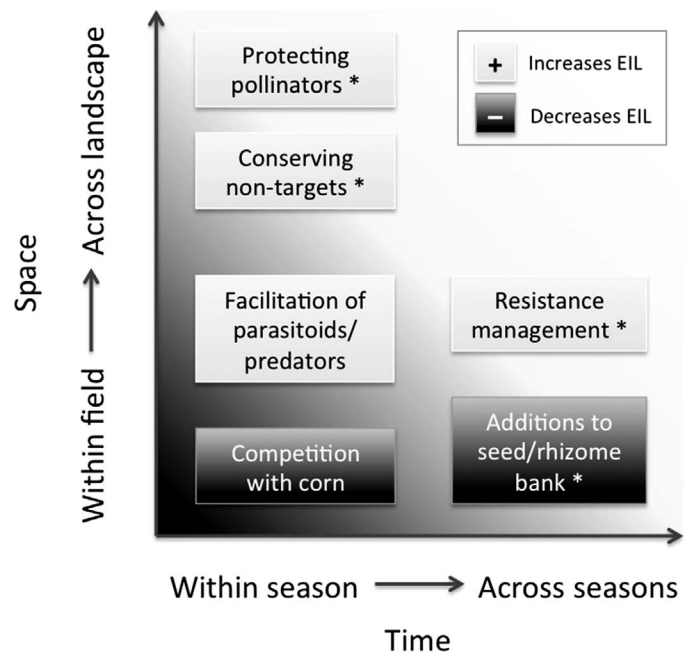 Protecting
pollinators *
+ Increases EIL
− Decreases EIL
Conserving
non-targets *
Facilitation of
parasitoids/
predators
Resistance
management *
Competition
with corn
Additions to
seed/rhizome
bank *
Space
Across landscape
Within field
Within season
Across seasons
Time